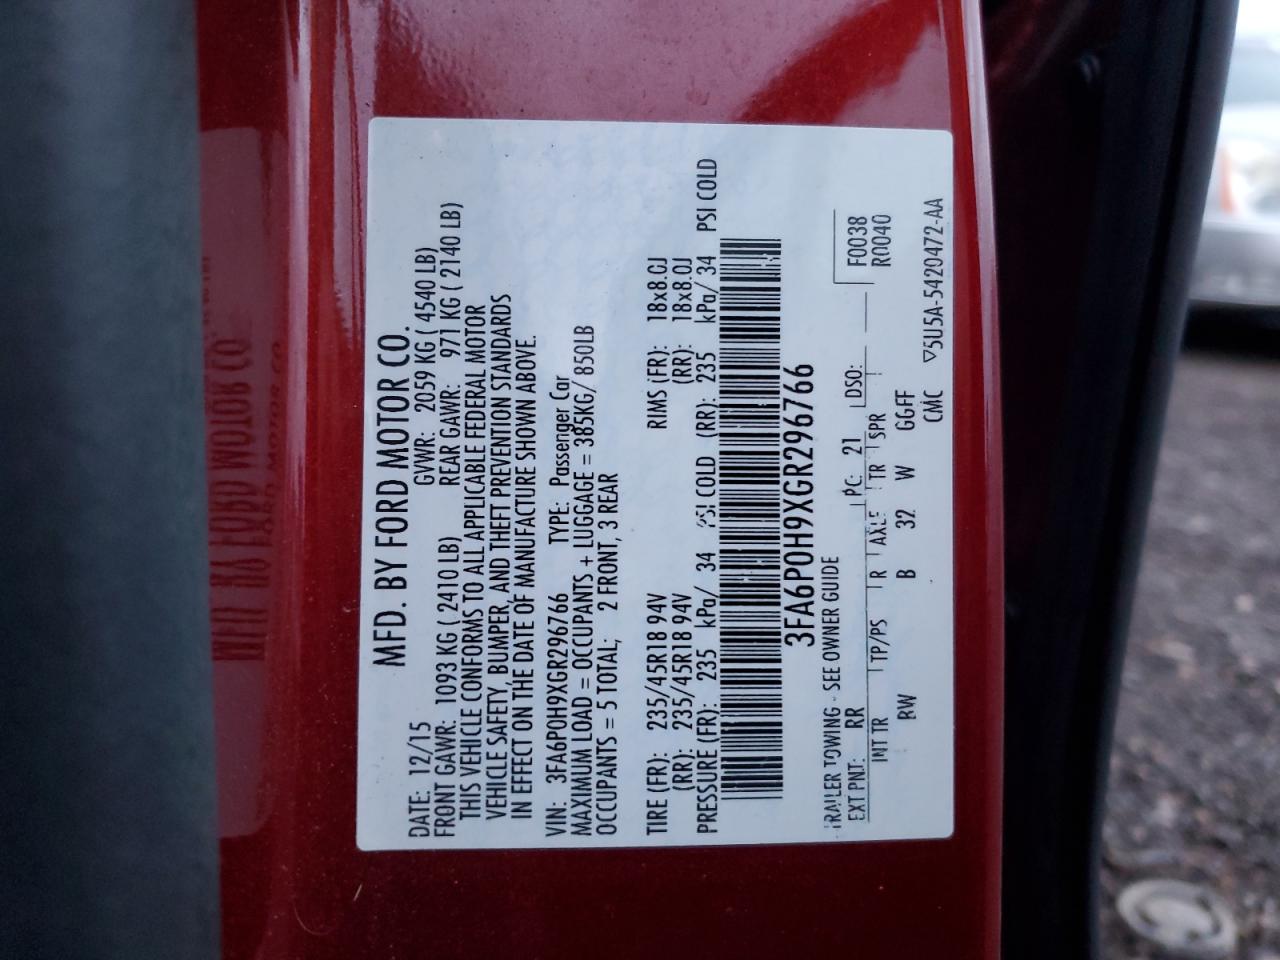 MFD. BY FORD MOTOR CO.
DATE: 12/15 GVWR: 2059 KG ( 4540 LB)
FRONT GAWR: 1093 KG ( 2410 LB) REAR GAWR: 971 KG ( 2140 LB)
THIS VEHICLE CONFORMS TO ALL APPLICABLE FEDERAL MOTOR
VEHICLE SAFETY, BUMPER, AND THEFT PREVENTION STANDARDS
IN EFFECT ON THE DATE OF MANUFACTURE SHOWN ABOVE.
VIN: 3FA6P0H9XGR296766 TYPE: Passenger Car
MAXIMUM LOAD = OCCUPANTS + LUGGAGE = 385KG/ 850LB
OCCUPANTS = 5 TOTAL; 2 FRONT, 3 REAR
TIRE (FR): 235/45R18 94V RIMS (FR): 18x8.0J
(RR): 235/45R18 94V (RR): 18x8.0J
PRESSURE (FR): 235 kPa/ 34 PSI COLD (RR): 235 kPa/ 34 PSI COLD
3FA6P0H9XGR296766
TRAILER TOWING - SEE OWNER GUIDE F0038
EXT PNT: RR PC: 21 DSO: R0040
INT TR TP/PS R AXLE TR SPR
RW B 32 W GGFF
CMC ▽5U5A-5420472-AA